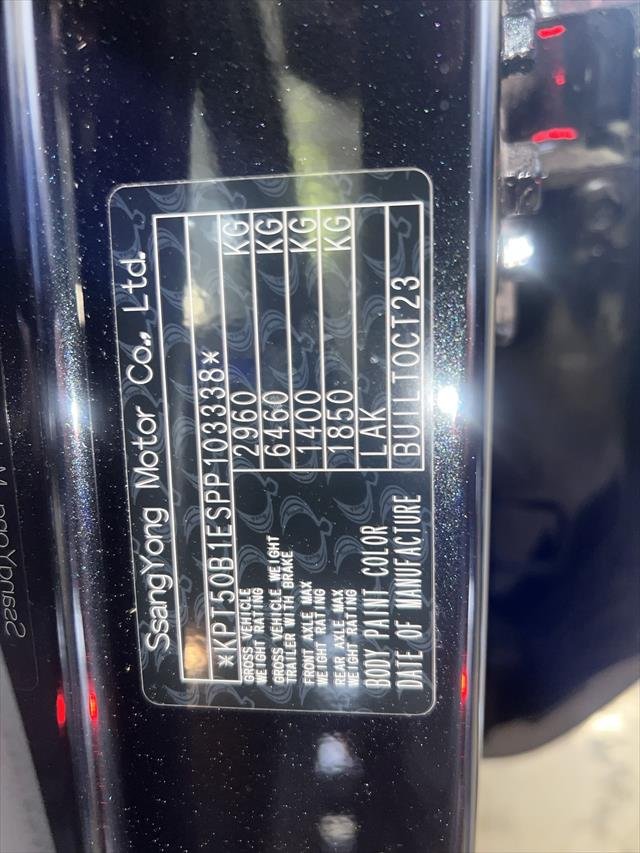 SsangYong Motor Co., Ltd.
*KPT50B1ESPP103338*
GROSS VEHICLE
WEIGHT RATING 2960 KG
GROSS VEHICLE WEIGHT
TRAILER WITH BRAKE 6460 KG
FRONT AXLE MAX
WEIGHT RATING 1400 KG
REAR AXLE MAX
WEIGHT RATING 1850 KG
BODY PAINT COLOR LAK
DATE OF MANUFACTURE BUILTOCT23